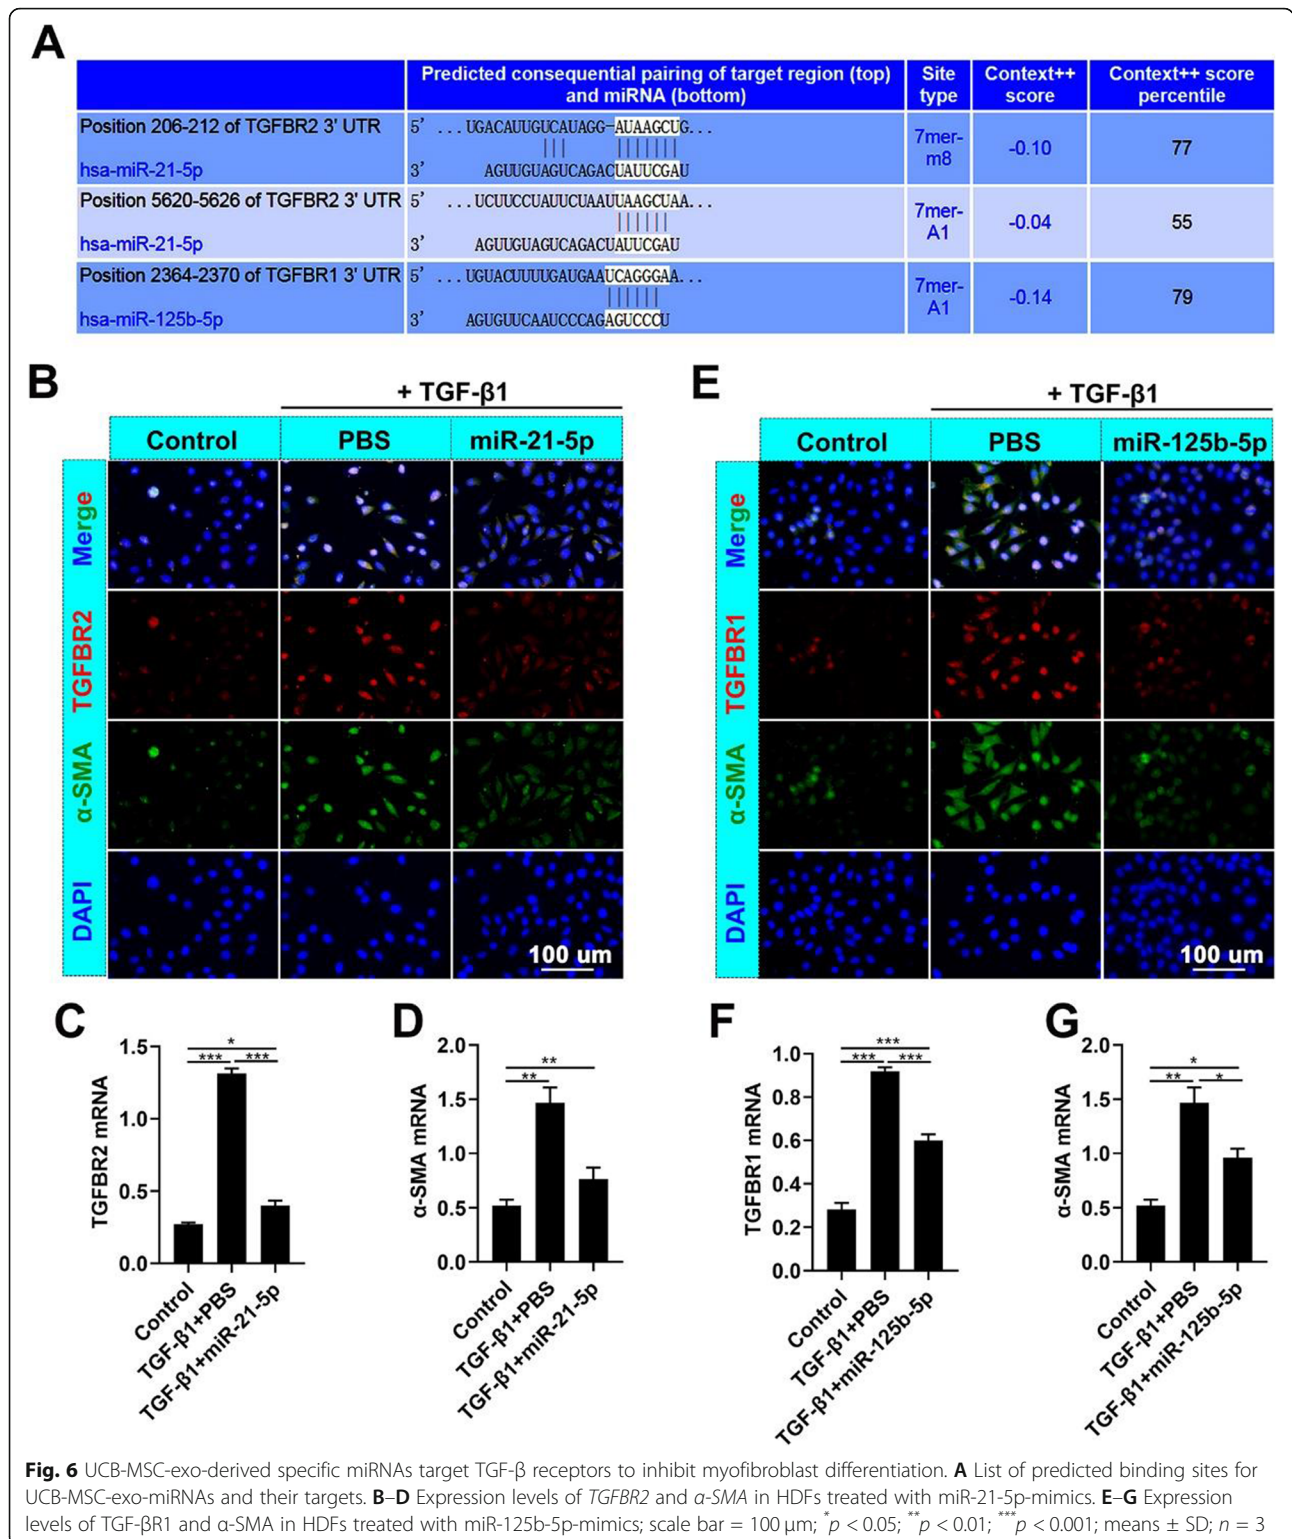 A
Predicted consequential pairing of target region (top) and miRNA (bottom)
Site type
Context++ score
Context++ score percentile
Position 206-212 of TGFBR2 3' UTR
5' ...UGACAUUGUCAUAGG-AUAAGCUG...
hsa-miR-21-5p
3' AGUUGUAGUCAGACUAUUCGAU
7mer-m8
-0.10
77
Position 5620-5626 of TGFBR2 3' UTR
5' ...UCUUCCUAUUCUAAUUAAGCUAA...
hsa-miR-21-5p
3' AGUUGUAGUCAGACUAUUCGAU
7mer-A1
-0.04
55
Position 2364-2370 of TGFBR1 3' UTR
5' ...UGUACUUUUGAUGAAUCAGGGAA...
hsa-miR-125b-5p
3' AGUGUUCAAUCCCAGAGUCCCU
7mer-A1
-0.14
79
B
+ TGF-β1
Control PBS miR-21-5p
Merge
TGFBR2
α-SMA
DAPI
100 um
E
+ TGF-β1
Control PBS miR-125b-5p
Merge
TGFBR1
α-SMA
DAPI
100 um
C
TGFBR2 mRNA
1.5
1.0
0.5
0.0
*
*** ***
Control
TGF-β1+PBS
TGF-β1+miR-21-5p
D
α-SMA mRNA
2.0
1.5
1.0
0.5
0.0
**
**
Control
TGF-β1+PBS
TGF-β1+miR-21-5p
F
TGFBR1 mRNA
1.0
0.8
0.6
0.4
0.2
0.0
***
*** ***
Control
TGF-β1+PBS
TGF-β1+miR-125b-5p
G
α-SMA mRNA
2.0
1.5
1.0
0.5
0.0
*
** *
Control
TGF-β1+PBS
TGF-β1+miR-125b-5p
Fig. 6 UCB-MSC-exo-derived specific miRNAs target TGF-β receptors to inhibit myofibroblast differentiation. A List of predicted binding sites for
UCB-MSC-exo-miRNAs and their targets. B–D Expression levels of TGFBR2 and α-SMA in HDFs treated with miR-21-5p-mimics. E–G Expression
levels of TGF-βR1 and α-SMA in HDFs treated with miR-125b-5p-mimics; scale bar = 100 μm; *p < 0.05; **p < 0.01; ***p < 0.001; means ± SD; n = 3